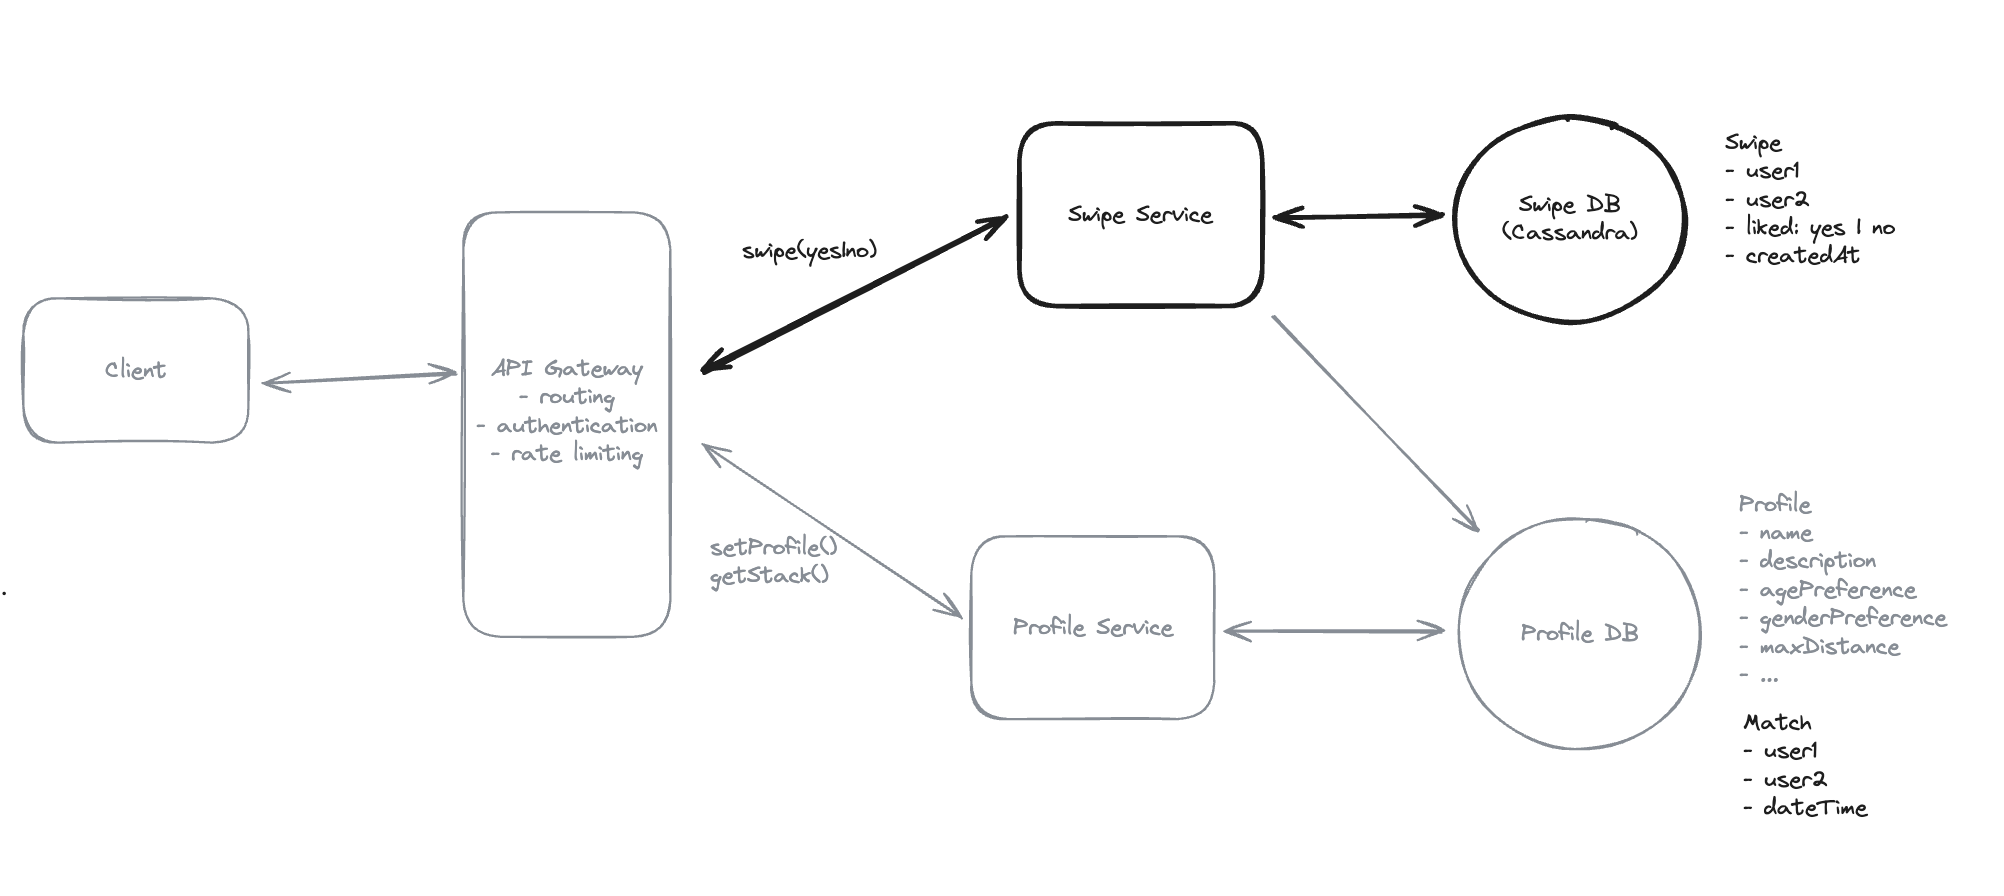 Client
API Gateway
- routing
- authentication
- rate limiting
swipe(yes|no)
setProfile()
getStack()
Swipe Service
Swipe DB
(Cassandra)
Swipe
- user1
- user2
- liked: yes | no
- createdAt
Profile Service
Profile DB
Profile
- name
- description
- agePreference
- genderPreference
- maxDistance
- ...
Match
- user1
- user2
- dateTime